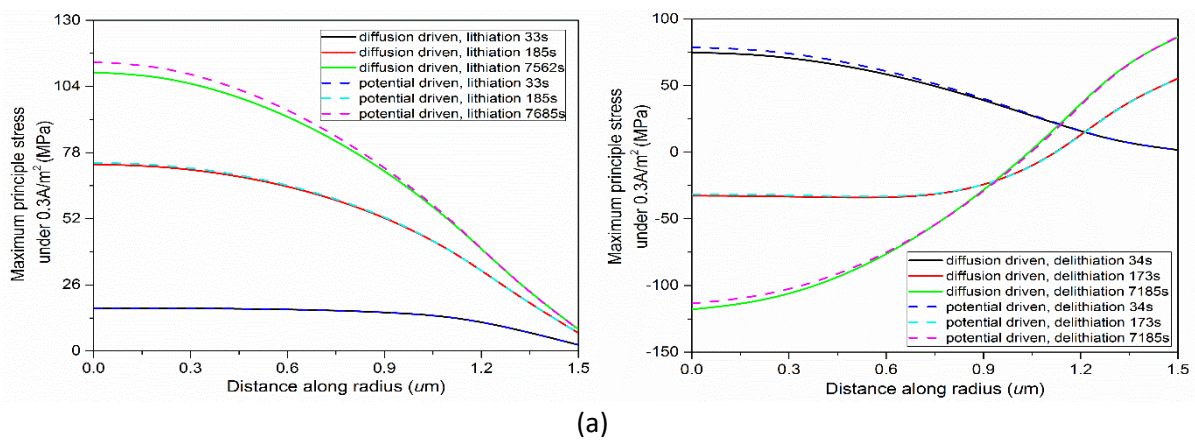 Maximum principle stress
under 0.3A/m² (MPa)
130
104
78
52
26
0
diffusion driven, lithiation 33s
diffusion driven, lithiation 185s
diffusion driven, lithiation 7562s
potential driven, lithiation 33s
potential driven, lithiation 185s
potential driven, lithiation 7685s
0.0 0.3 0.6 0.9 1.2 1.5
Distance along radius (um)
Maximum principle stress
under 0.3A/m² (MPa)
100
50
0
-50
-100
-150
diffusion driven, delithiation 34s
diffusion driven, delithiation 173s
diffusion driven, delithiation 7185s
potential driven, delithiation 34s
potential driven, delithiation 173s
potential driven, delithiation 7185s
0.0 0.3 0.6 0.9 1.2 1.5
Distance along radius (um)
(a)